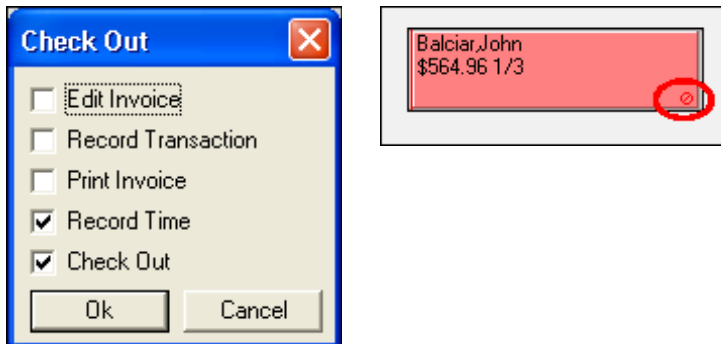 Check Out
Edit Invoice
Record Transaction
Print Invoice
Record Time
Check Out
Ok
Cancel
Balciar,John
$564.96 1/3